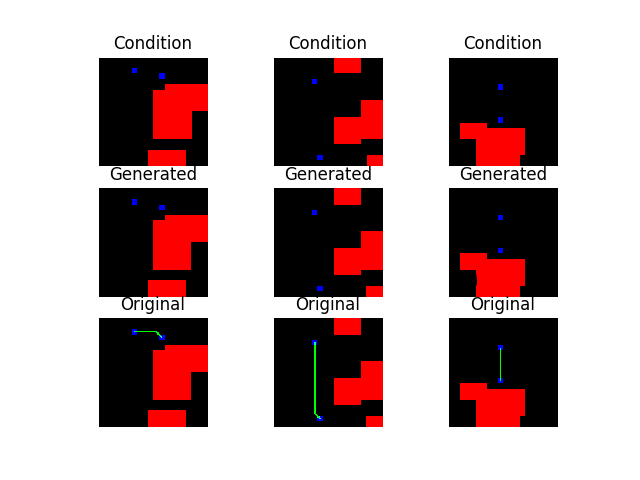 Condition
Condition
Condition
Generated
Generated
Generated
Original
Original
Original